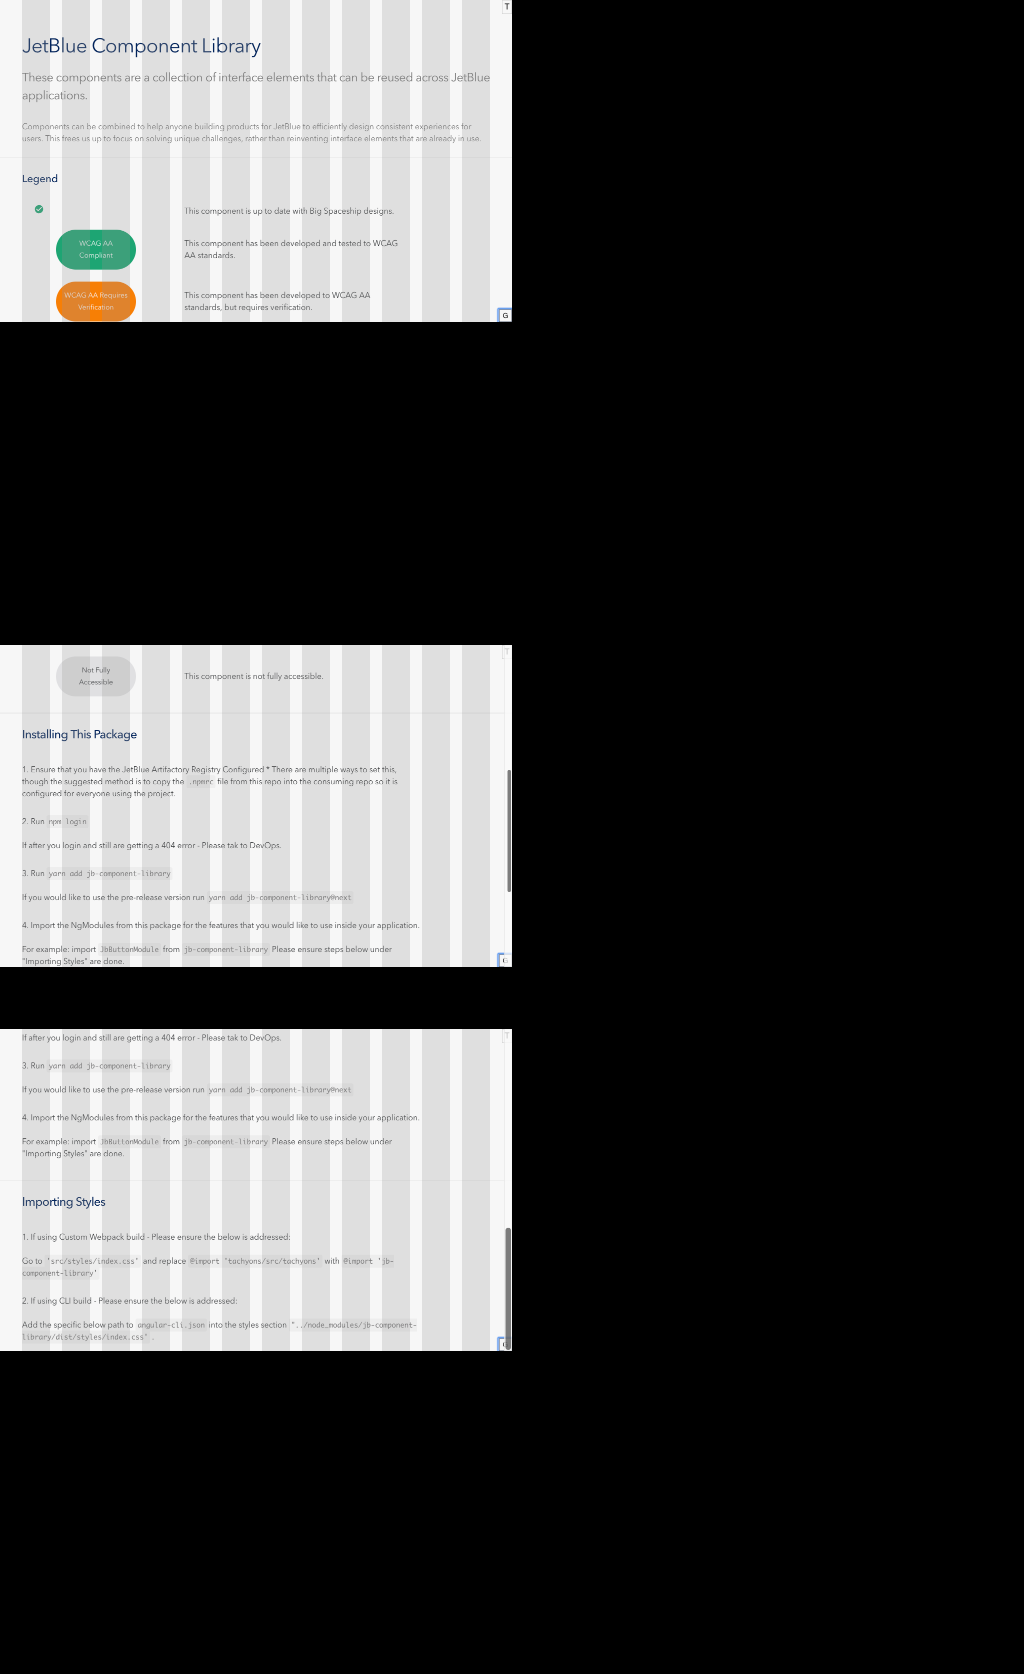 T
JetBlue Component Library
These components are a collection of interface elements that can be reused across JetBlue
applications.
Components can be combined to help anyone building products for JetBlue to efficiently design consistent experiences for
users. This frees us up to focus on solving unique challenges, rather than reinventing interface elements that are already in use.
Legend
This component is up to date with Big Spaceship designs.
WCAG AA
Compliant
This component has been developed and tested to WCAG
AA standards.
WCAG AA Requires
Verification
This component has been developed to WCAG AA
standards, but requires verification.
G
T
Not Fully
Accessible
This component is not fully accessible.
Installing This Package
1. Ensure that you have the JetBlue Artifactory Registry Configured * There are multiple ways to set this,
though the suggested method is to copy the .npmrc file from this repo into the consuming repo so it is
configured for everyone using the project.
2. Run npm login
If after you login and still are getting a 404 error - Please tak to DevOps.
3. Run yarn add jb-component-library
If you would like to use the pre-release version run yarn add jb-component-library@next
4. Import the NgModules from this package for the features that you would like to use inside your application.
For example: import JbButtonModule from jb-component-library Please ensure steps below under
"Importing Styles" are done.
G
T
If after you login and still are getting a 404 error - Please tak to DevOps.
3. Run yarn add jb-component-library
If you would like to use the pre-release version run yarn add jb-component-library@next
4. Import the NgModules from this package for the features that you would like to use inside your application.
For example: import JbButtonModule from jb-component-library Please ensure steps below under
"Importing Styles" are done.
Importing Styles
1. If using Custom Webpack build - Please ensure the below is addressed:
Go to 'src/styles/index.css' and replace @import 'tachyons/src/tachyons' with @import 'jb-
component-library'
2. If using CLI build - Please ensure the below is addressed:
Add the specific below path to angular-cli.json into the styles section "../node_modules/jb-component-
library/dist/styles/index.css" .